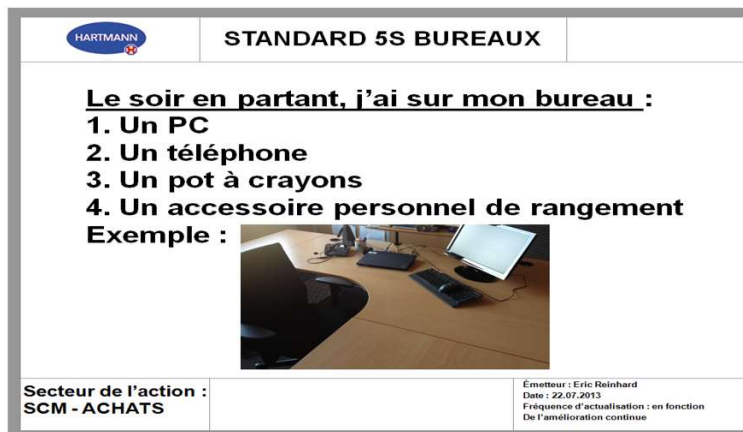 HARTMANN
STANDARD 5S BUREAUX
Le soir en partant, j’ai sur mon bureau :
1. Un PC
2. Un téléphone
3. Un pot à crayons
4. Un accessoire personnel de rangement
Exemple :
Secteur de l’action :
SCM - ACHATS
Émetteur : Eric Reinhard
Date : 22.07.2013
Fréquence d’actualisation : en fonction
De l’amélioration continue